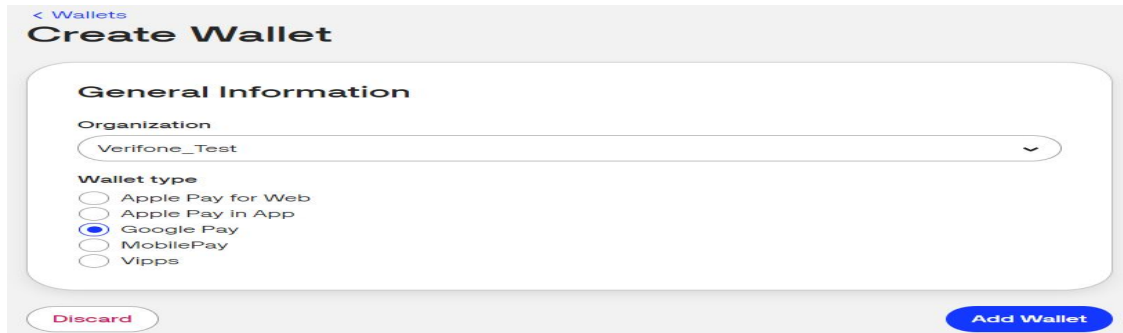 < Wallets
Create Wallet
General Information
Organization
Verifone_Test
Wallet type
Apple Pay for Web
Apple Pay in App
Google Pay
MobilePay
Vipps
Discard
Add Wallet